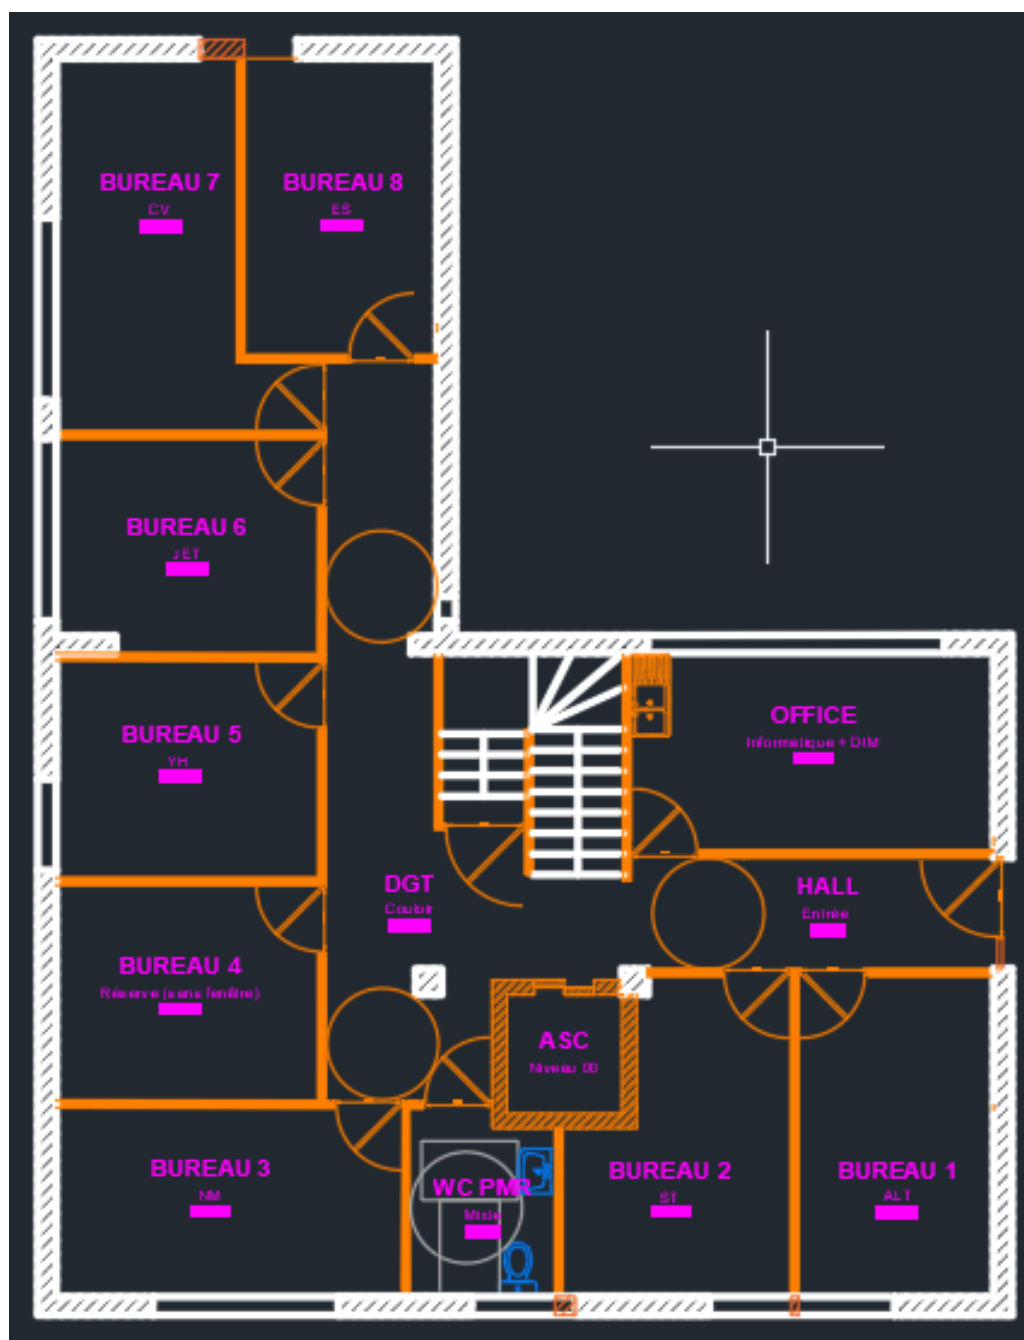 BUREAU 7
CV
BUREAU 8
ES
BUREAU 6
JET
BUREAU 5
YH
OFFICE
Informatique + DIM
DGT
Couloir
HALL
Entrée
BUREAU 4
Réserve (sans fenêtre)
ASC
Niveau 00
BUREAU 3
NM
WC PMR
Mixte
BUREAU 2
ST
BUREAU 1
ALT